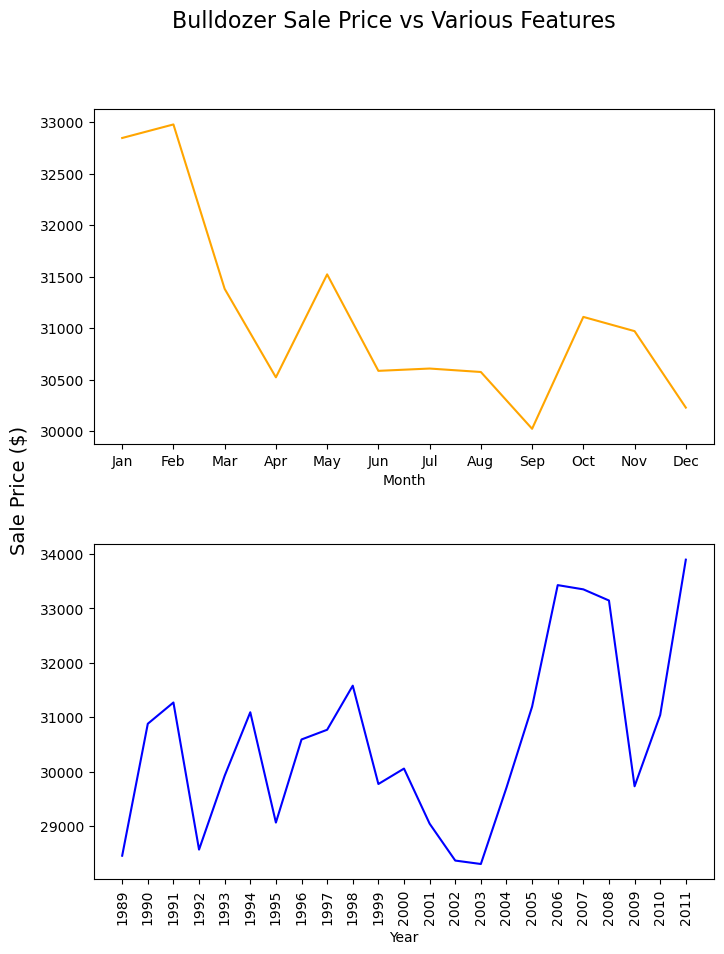 Bulldozer Sale Price vs Various Features
Sale Price ($)
33000
32500
32000
31500
31000
30500
30000
Jan Feb Mar Apr May Jun Jul Aug Sep Oct Nov Dec
Month
34000
33000
32000
31000
30000
29000
1989 1990 1991 1992 1993 1994 1995 1996 1997 1998 1999 2000 2001 2002 2003 2004 2005 2006 2007 2008 2009 2010 2011
Year